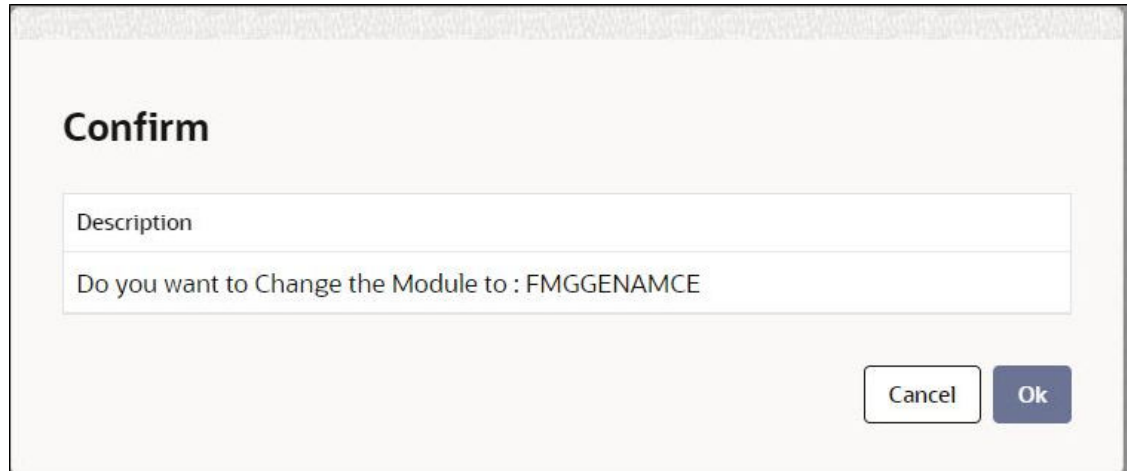 Confirm
Description
Do you want to Change the Module to : FMGGENAMCE
Cancel Ok